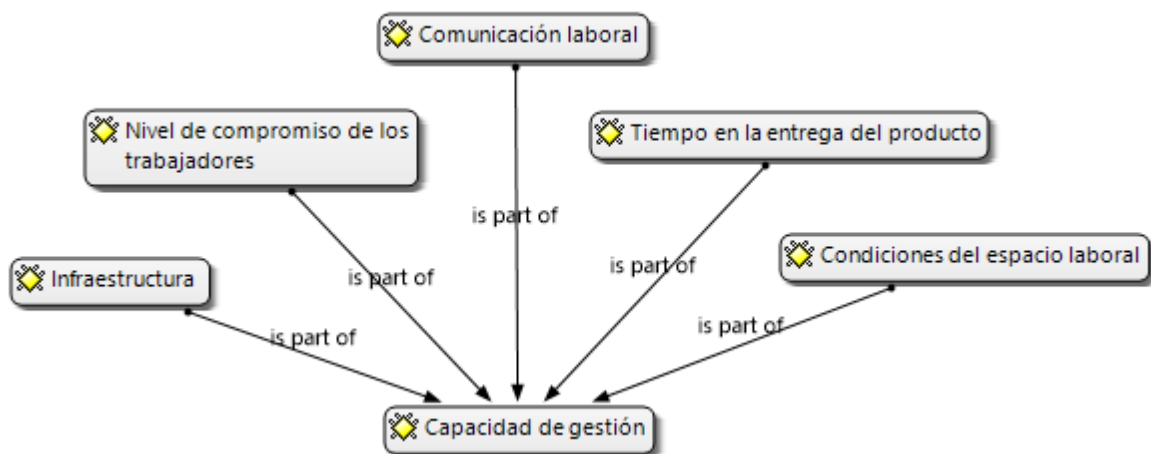 Comunicación laboral
Nivel de compromiso de los
trabajadores
Tiempo en la entrega del producto
is part of
Condiciones del espacio laboral
Infraestructura
is part of
is part of
is part of
is part of
Capacidad de gestión